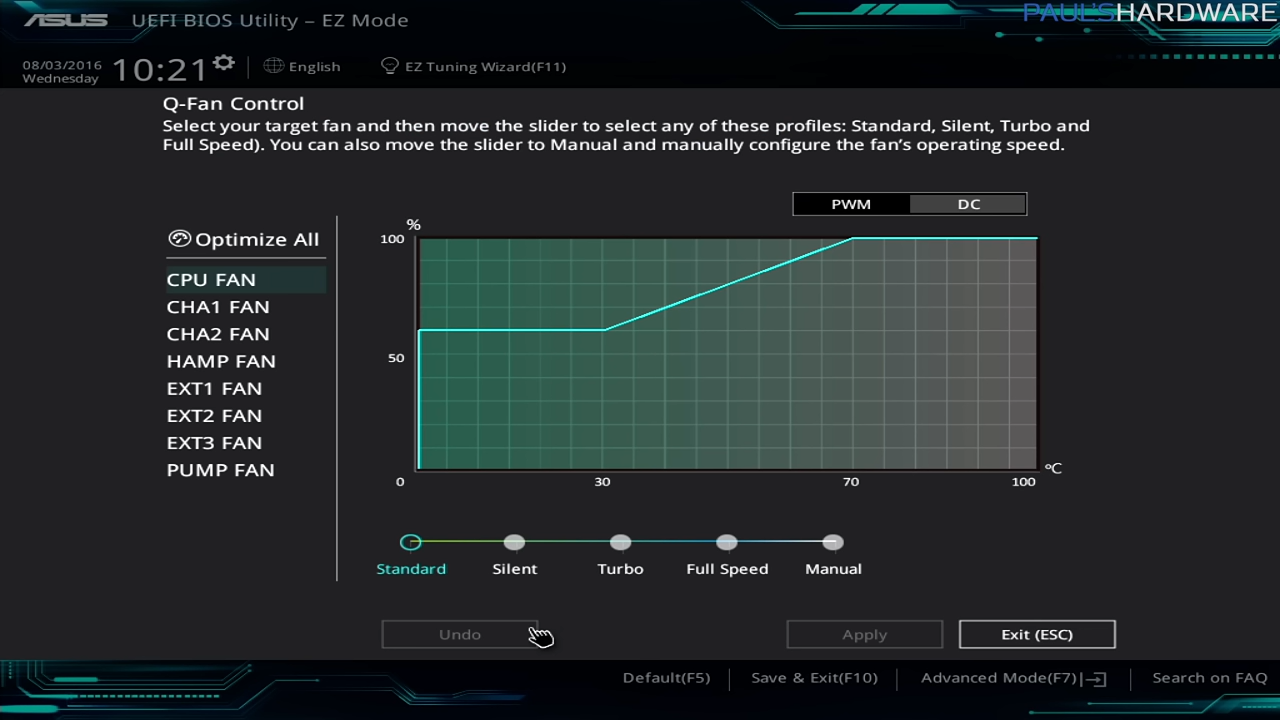 ASUS UEFI BIOS Utility – EZ Mode
PAUL'SHARDWARE
08/03/2016
Wednesday
10:21
English
EZ Tuning Wizard(F11)
Q-Fan Control
Select your target fan and then move the slider to select any of these profiles: Standard, Silent, Turbo and
Full Speed). You can also move the slider to Manual and manually configure the fan's operating speed.
PWM
DC
Optimize All
CPU FAN
CHA1 FAN
CHA2 FAN
HAMP FAN
EXT1 FAN
EXT2 FAN
EXT3 FAN
PUMP FAN
%
100
50
0
30
70
100
ºC
Standard
Silent
Turbo
Full Speed
Manual
Undo
Apply
Exit (ESC)
Default(F5)
Save & Exit(F10)
Advanced Mode(F7)
Search on FAQ